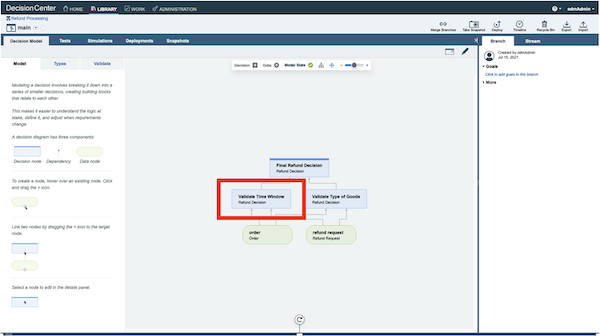 DecisionCenter
HOME
LIBRARY
WORK
ADMINISTRATION
odmAdmin
Refund Processing
main
Merge Branches
Take Snapshot
Deploy
Timeline
Recycle Bin
Export
Import
Decision Model
Tests
Simulations
Deployments
Snapshots
Branch
Stream
Model
Types
Validate
Decision
Data
Model State
Created by odmAdmin
Jul 15, 2021
Goals
Click to add goals in this branch
More
Modeling a decision involves breaking it down into a
series of smaller decisions, creating building blocks
that relate to each other.
This makes it easier to understand the logic at
stake, define it, and adjust when requirements
change.
A decision diagram has three components:
Decision node
Dependency
Data node
To create a node, hover over an existing node. Click
and drag the + icon.
Link two nodes by dragging the + icon to the target
node.
Select a node to edit in the details panel.
Final Refund Decision
Refund Decision
Validate Time Window
Refund Decision
Validate Type of Goods
Refund Decision
order
Order
refund request
Refund Request